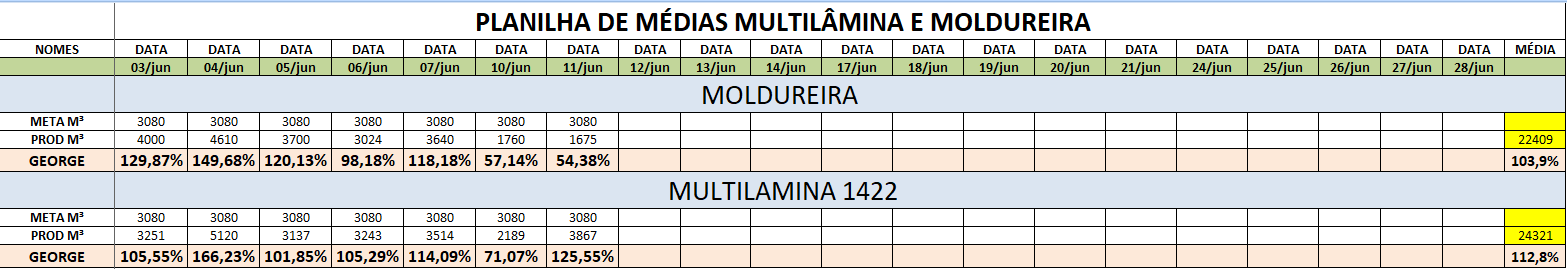 PLANILHA DE MÉDIAS MULTILÂMINA E MOLDUREIRA
NOMES DATA DATA DATA DATA DATA DATA DATA DATA DATA DATA DATA DATA DATA DATA DATA DATA DATA DATA DATA MÉDIA
03/jun 04/jun 05/jun 06/jun 07/jun 10/jun 11/jun 12/jun 13/jun 14/jun 17/jun 18/jun 19/jun 20/jun 21/jun 24/jun 25/jun 26/jun 27/jun 28/jun
MOLDUREIRA
META M³ 3080 3080 3080 3080 3080 3080 3080
PROD M³ 4000 4610 3700 3024 3640 1760 1675 22409
GEORGE 129,87% 149,68% 120,13% 98,18% 118,18% 57,14% 54,38% 103,9%
MULTILAMINA 1422
META M³ 3080 3080 3080 3080 3080 3080 3080
PROD M³ 3251 5120 3137 3243 3514 2189 3867 24321
GEORGE 105,55% 166,23% 101,85% 105,29% 114,09% 71,07% 125,55% 112,8%